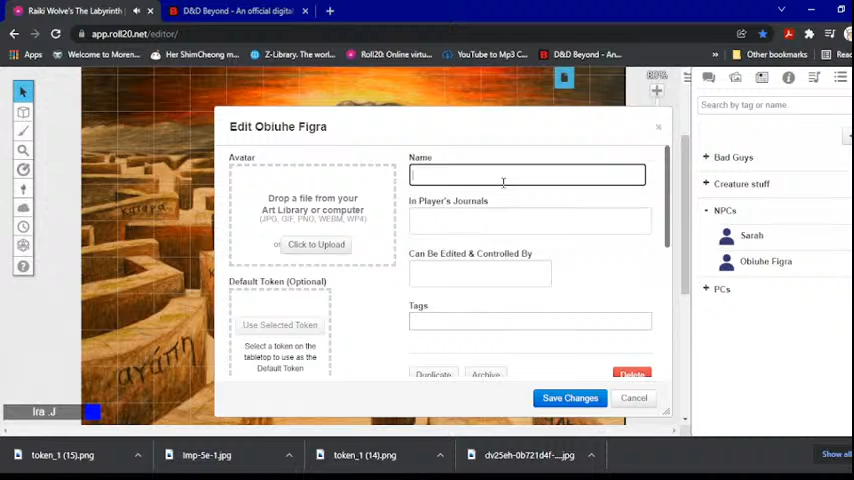 Raiki Wolve's The Labyrinth
D&D Beyond - An official digital
app.roll20.net/editor/
Apps
Welcome to Moren...
Her ShimCheong m...
Z-Library. The worl...
Roll20: Online virtu...
YouTube to Mp3 C...
D&D Beyond - An...
»
Other bookmarks
80%
Search by tag or name
Edit Obiuhe Figra
×
Avatar
Drop a file from your
Art Library or computer
(JPG, GIF, PNG, WEBM, WP4)
or
Click to Upload
Default Token (Optional)
Use Selected Token
Select a token on the
tabletop to use as the
Default Token
Name
In Player's Journals
Can Be Edited & Controlled By
Tags
Duplicate
Archive
Delete
Save Changes
Cancel
Bad Guys
Creature stuff
NPCs
Sarah
Obiuhe Figra
PCs
αγάπη
Ira .J
token_1 (15).png
Imp-5e-1.jpg
token_1 (14).png
dv25eh-0b721d4f-....jpg
Show all